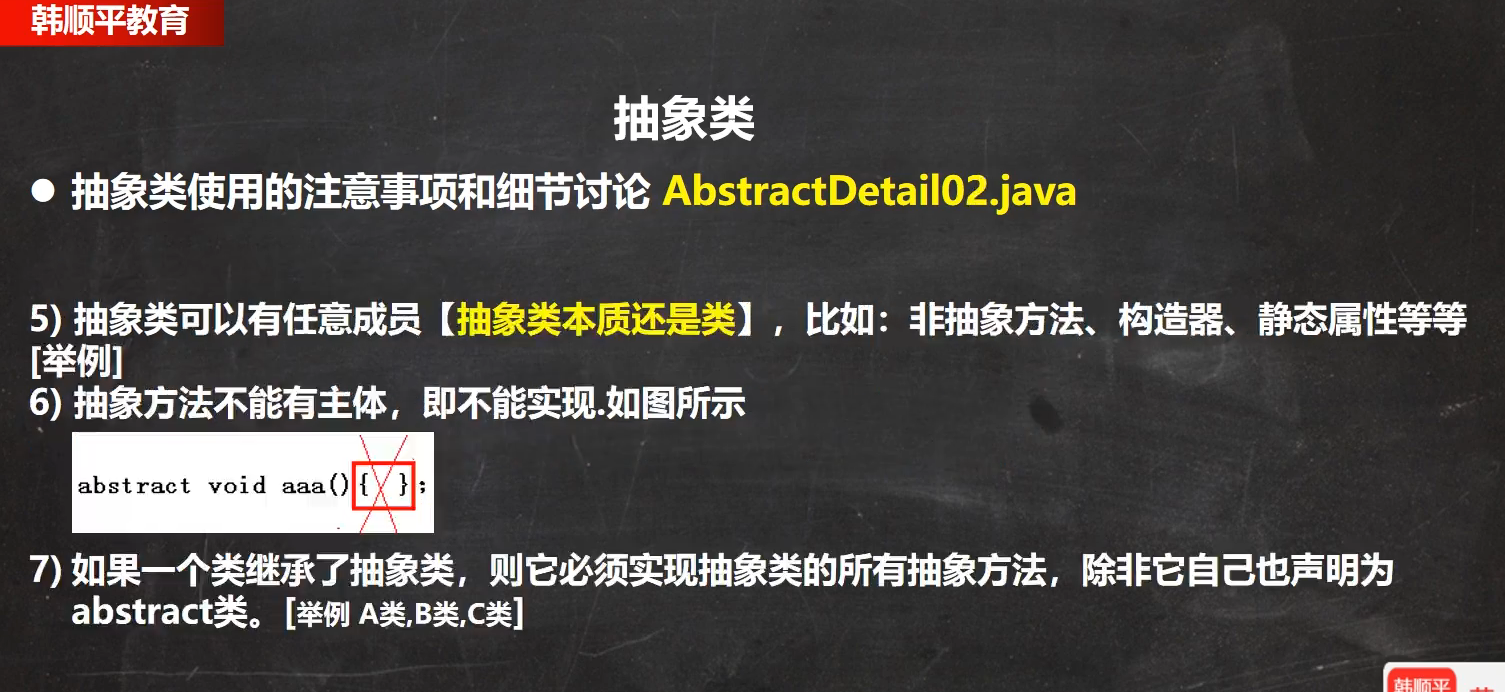 韩顺平教育
抽象类
● 抽象类使用的注意事项和细节讨论 AbstractDetail02.java
5) 抽象类可以有任意成员【抽象类本质还是类】，比如：非抽象方法、构造器、静态属性等等
[举例]
6) 抽象方法不能有主体，即不能实现.如图所示
abstract void aaa(){ };
7) 如果一个类继承了抽象类，则它必须实现抽象类的所有抽象方法，除非它自己也声明为
abstract类。[举例 A类,B类,C类]
韩顺平